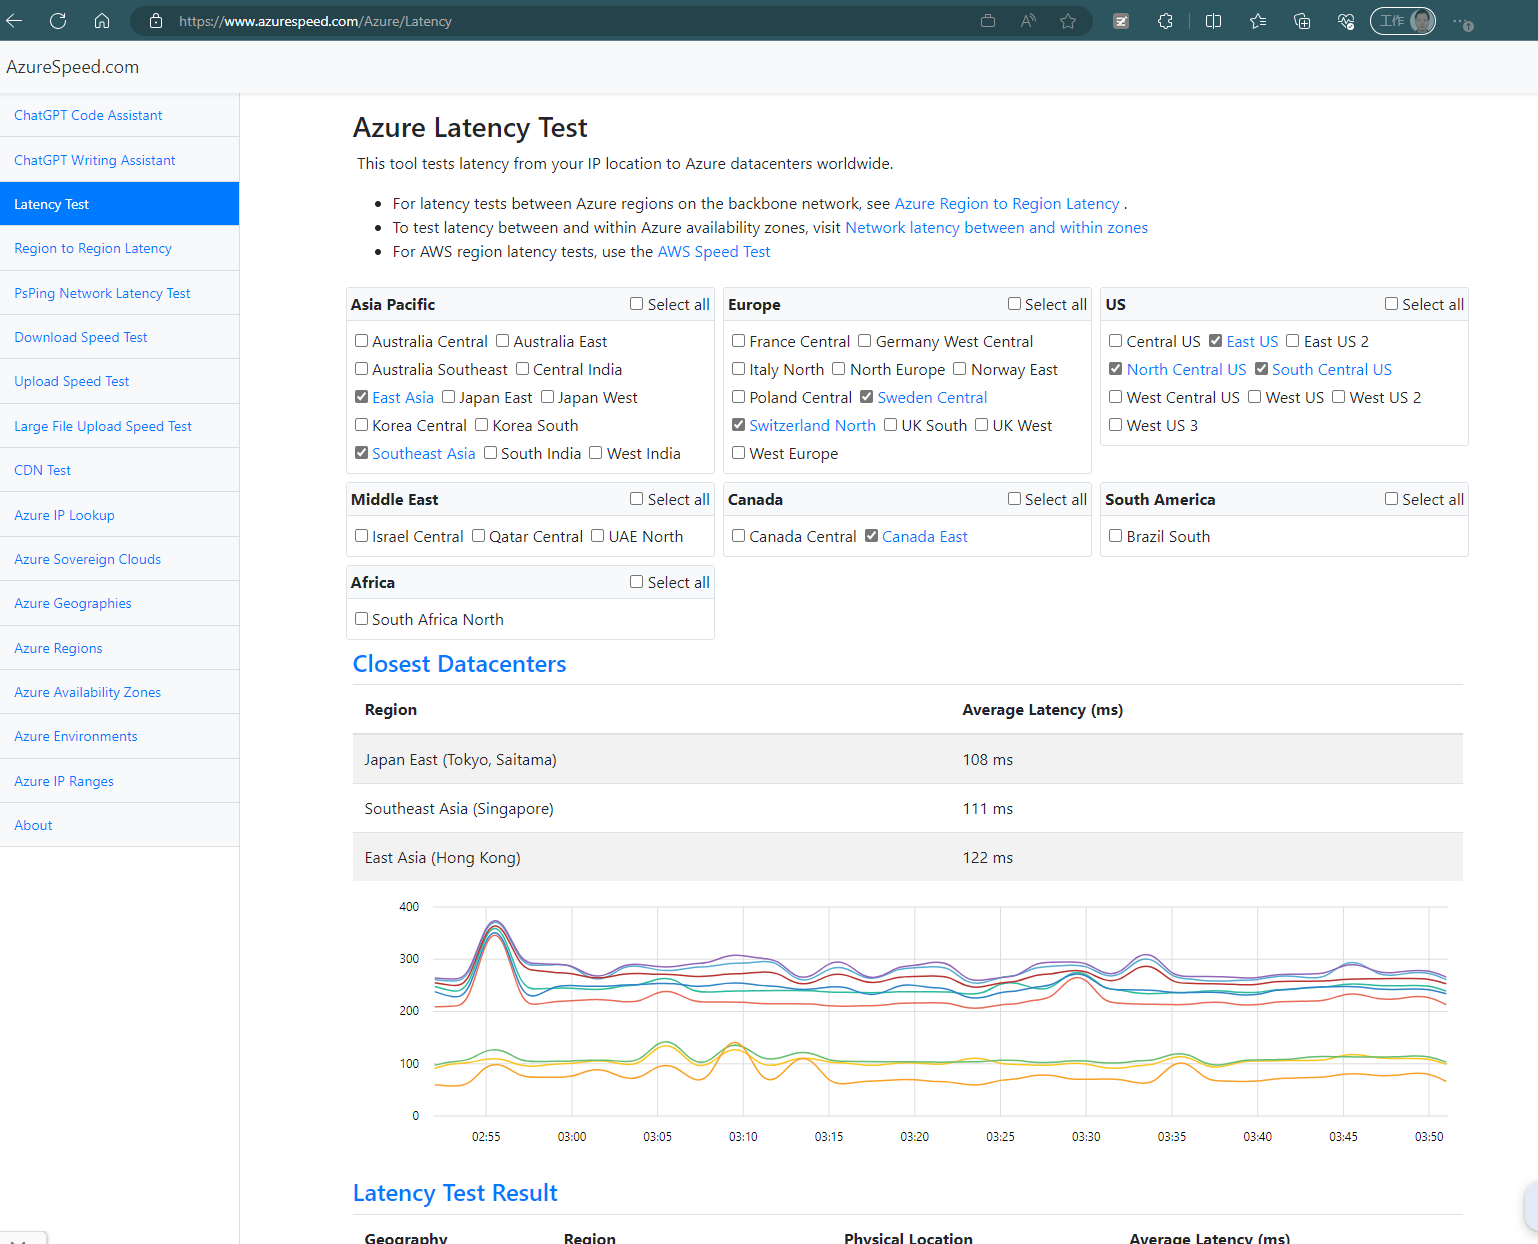 https://www.azurespeed.com/Azure/Latency
工作
AzureSpeed.com
ChatGPT Code Assistant
ChatGPT Writing Assistant
Latency Test
Region to Region Latency
PsPing Network Latency Test
Download Speed Test
Upload Speed Test
Large File Upload Speed Test
CDN Test
Azure IP Lookup
Azure Sovereign Clouds
Azure Geographies
Azure Regions
Azure Availability Zones
Azure Environments
Azure IP Ranges
About
Azure Latency Test
This tool tests latency from your IP location to Azure datacenters worldwide.
• For latency tests between Azure regions on the backbone network, see Azure Region to Region Latency .
• To test latency between and within Azure availability zones, visit Network latency between and within zones
• For AWS region latency tests, use the AWS Speed Test
Asia Pacific Select all
Australia Central Australia East
Australia Southeast Central India
East Asia Japan East Japan West
Korea Central Korea South
Southeast Asia South India West India
Europe Select all
France Central Germany West Central
Italy North North Europe Norway East
Poland Central Sweden Central
Switzerland North UK South UK West
West Europe
US Select all
Central US East US East US 2
North Central US South Central US
West Central US West US West US 2
West US 3
Middle East Select all
Israel Central Qatar Central UAE North
Canada Select all
Canada Central Canada East
South America Select all
Brazil South
Africa Select all
South Africa North
Closest Datacenters
Region Average Latency (ms)
Japan East (Tokyo, Saitama) 108 ms
Southeast Asia (Singapore) 111 ms
East Asia (Hong Kong) 122 ms
400
300
200
100
0
02:55 03:00 03:05 03:10 03:15 03:20 03:25 03:30 03:35 03:40 03:45 03:50
Latency Test Result
Geography Region Physical Location Average Latency (ms)